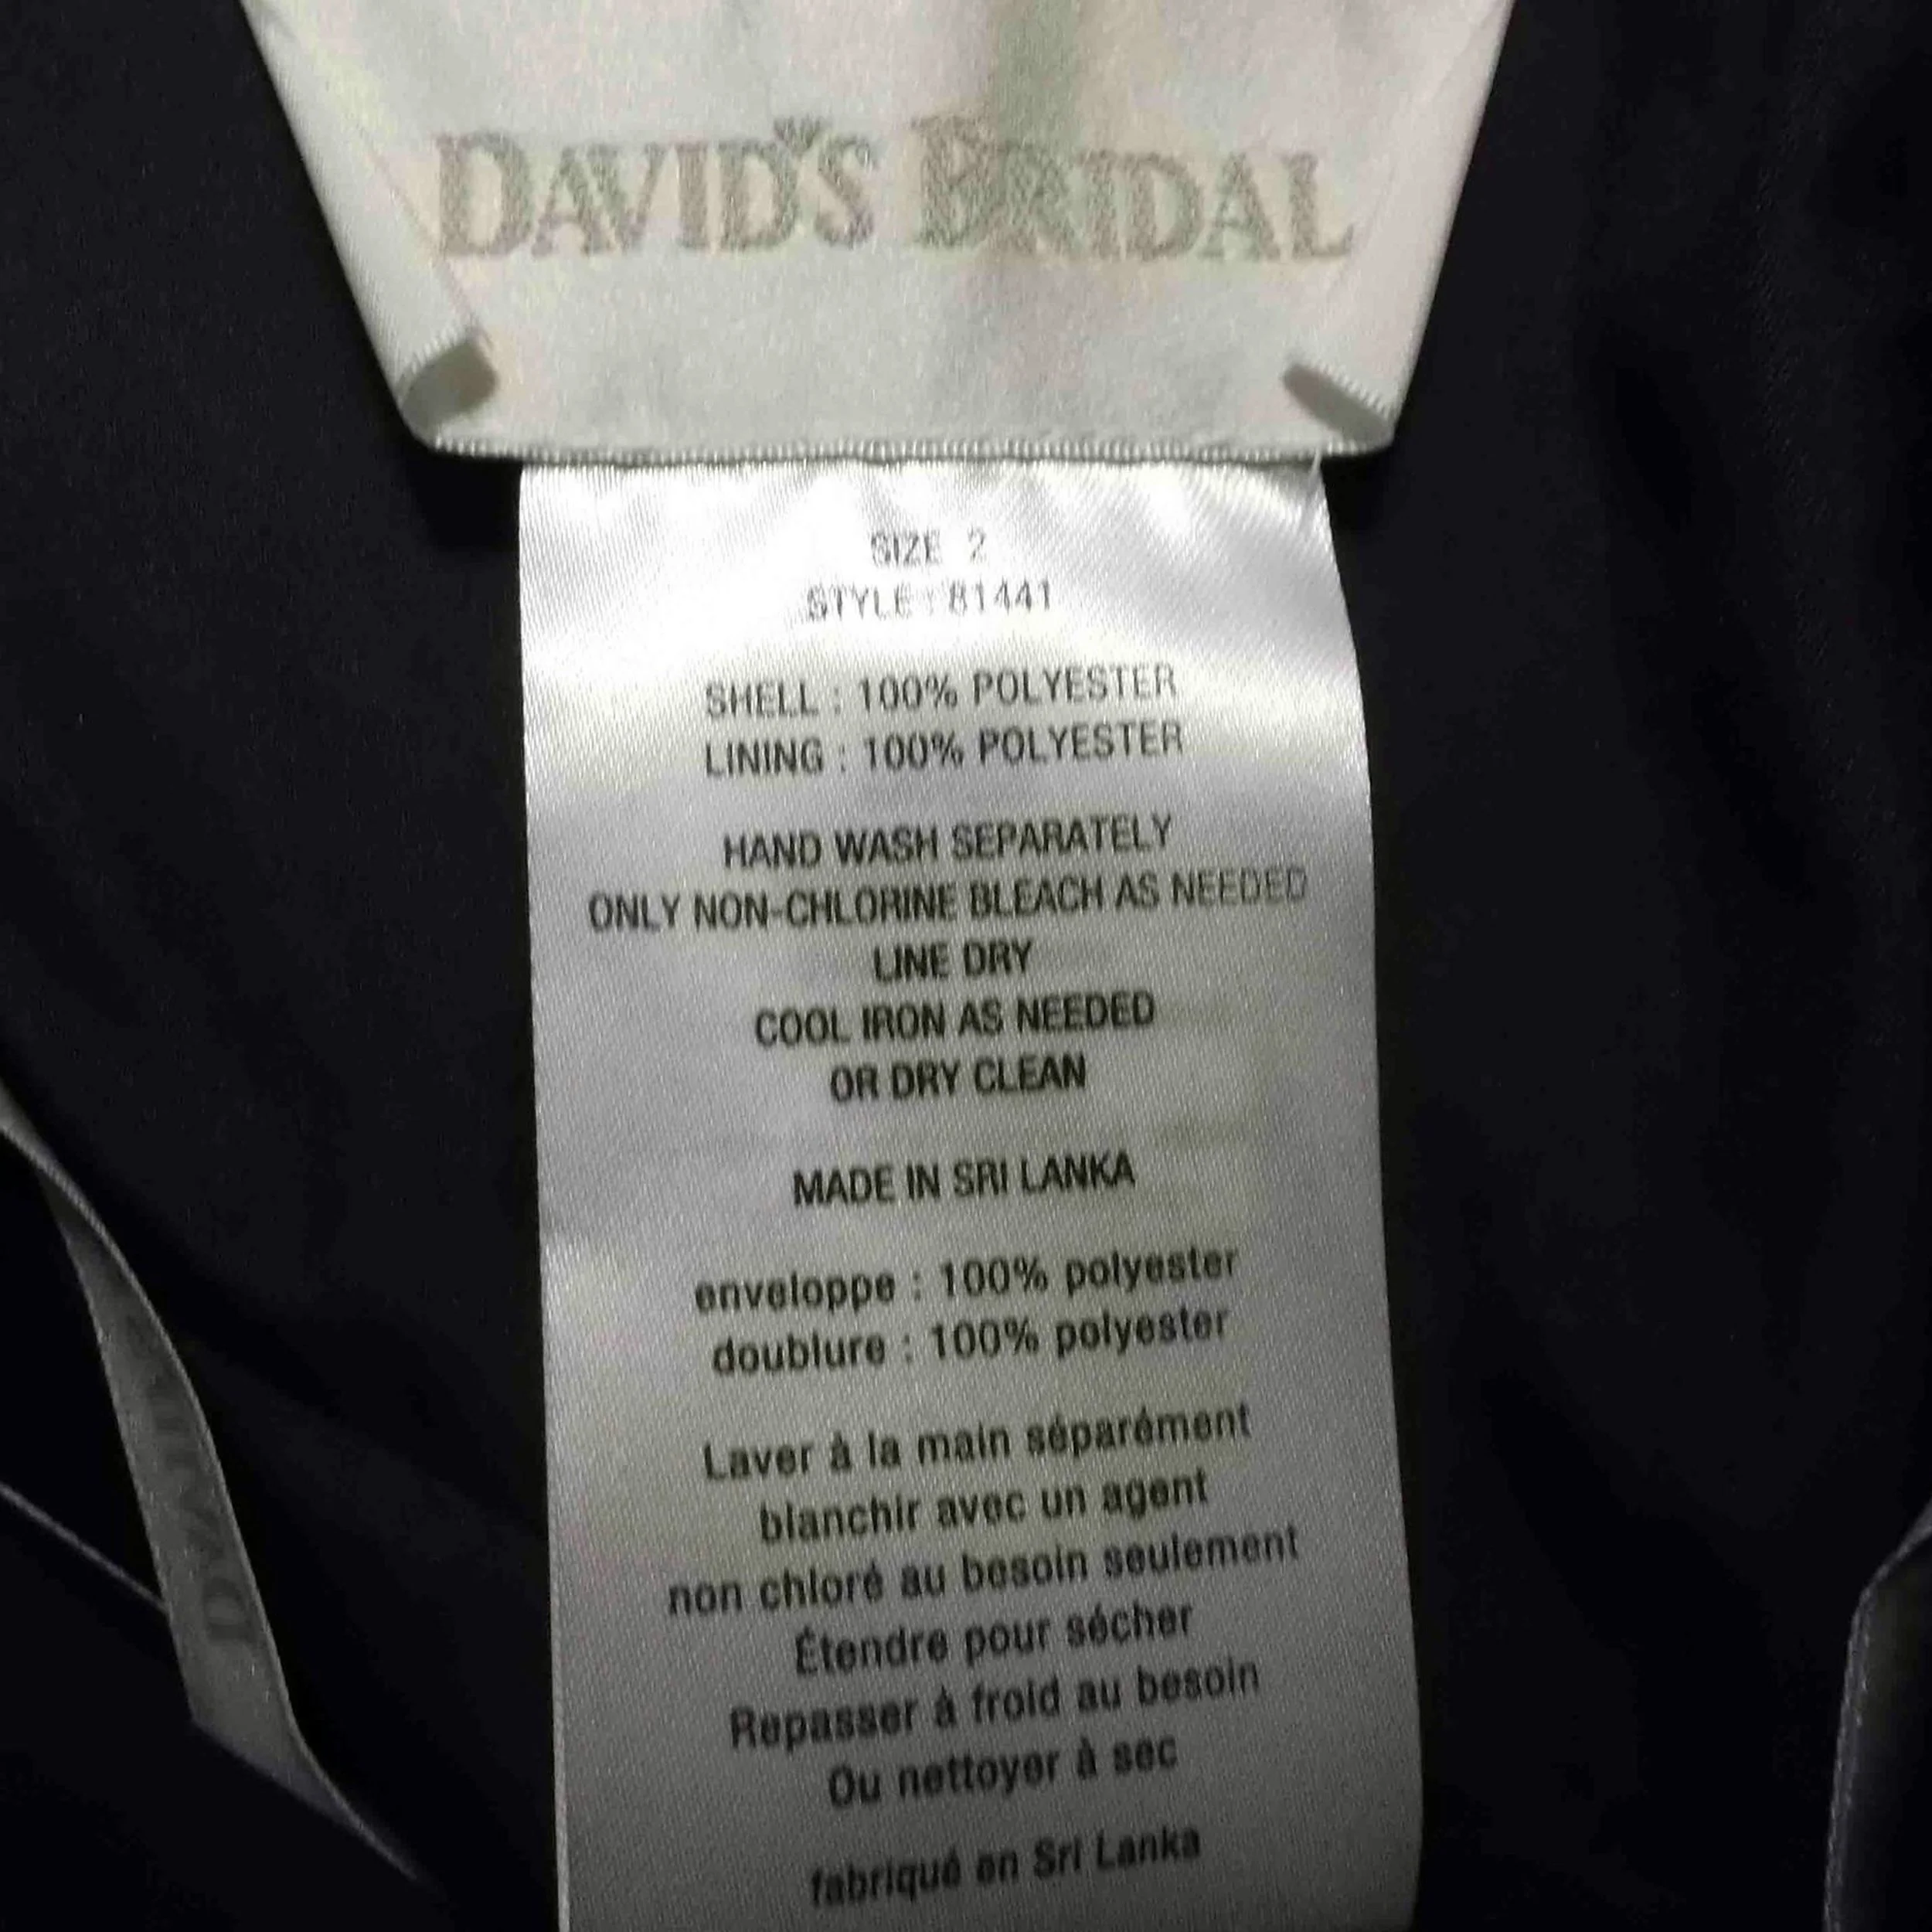 DAVID'S BRIDAL
SIZE 2
STYLE : 81441
SHELL : 100% POLYESTER
LINING : 100% POLYESTER
HAND WASH SEPARATELY
ONLY NON-CHLORINE BLEACH AS NEEDED
LINE DRY
COOL IRON AS NEEDED
OR DRY CLEAN
MADE IN SRI LANKA
enveloppe : 100% polyester
doublure : 100% polyester
Laver à la main séparément
blanchir avec un agent
non chloré au besoin seulement
Étendre pour sécher
Repasser à froid au besoin
Ou nettoyer à sec
fabriqué en Sri Lanka